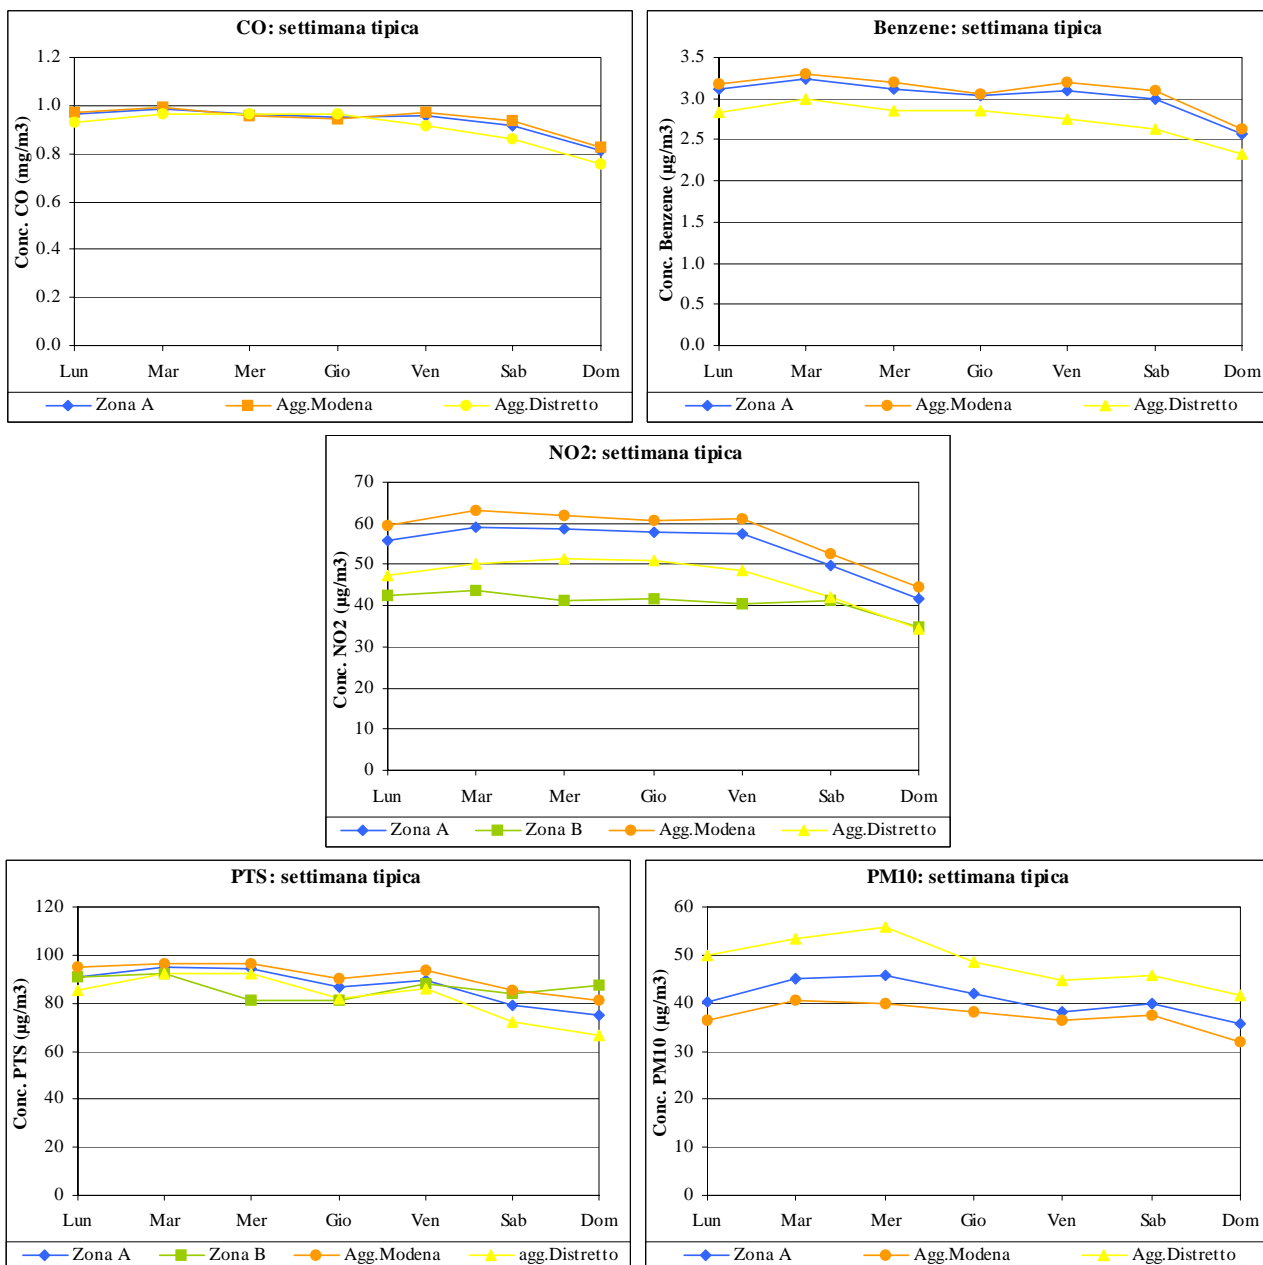 CO: settimana tipica
Conc. CO (mg/m3)
1.2
1.0
0.8
0.6
0.4
0.2
0.0
Lun Mar Mer Gio Ven Sab Dom
Zona A Agg.Modena Agg.Distretto
Benzene: settimana tipica
Conc. Benzene (µg/m3)
3.5
3.0
2.5
2.0
1.5
1.0
0.5
0.0
Lun Mar Mer Gio Ven Sab Dom
Zona A Agg.Modena Agg.Distretto
NO2: settimana tipica
Conc. NO2 (µg/m3)
70
60
50
40
30
20
10
0
Lun Mar Mer Gio Ven Sab Dom
Zona A Zona B Agg.Modena Agg.Distretto
PTS: settimana tipica
Conc. PTS (µg/m3)
120
100
80
60
40
20
0
Lun Mar Mer Gio Ven Sab Dom
Zona A Zona B Agg.Modena agg.Distretto
PM10: settimana tipica
Conc. PM10 (µg/m3)
60
50
40
30
20
10
0
Lun Mar Mer Gio Ven Sab Dom
Zona A Agg.Modena Agg.Distretto